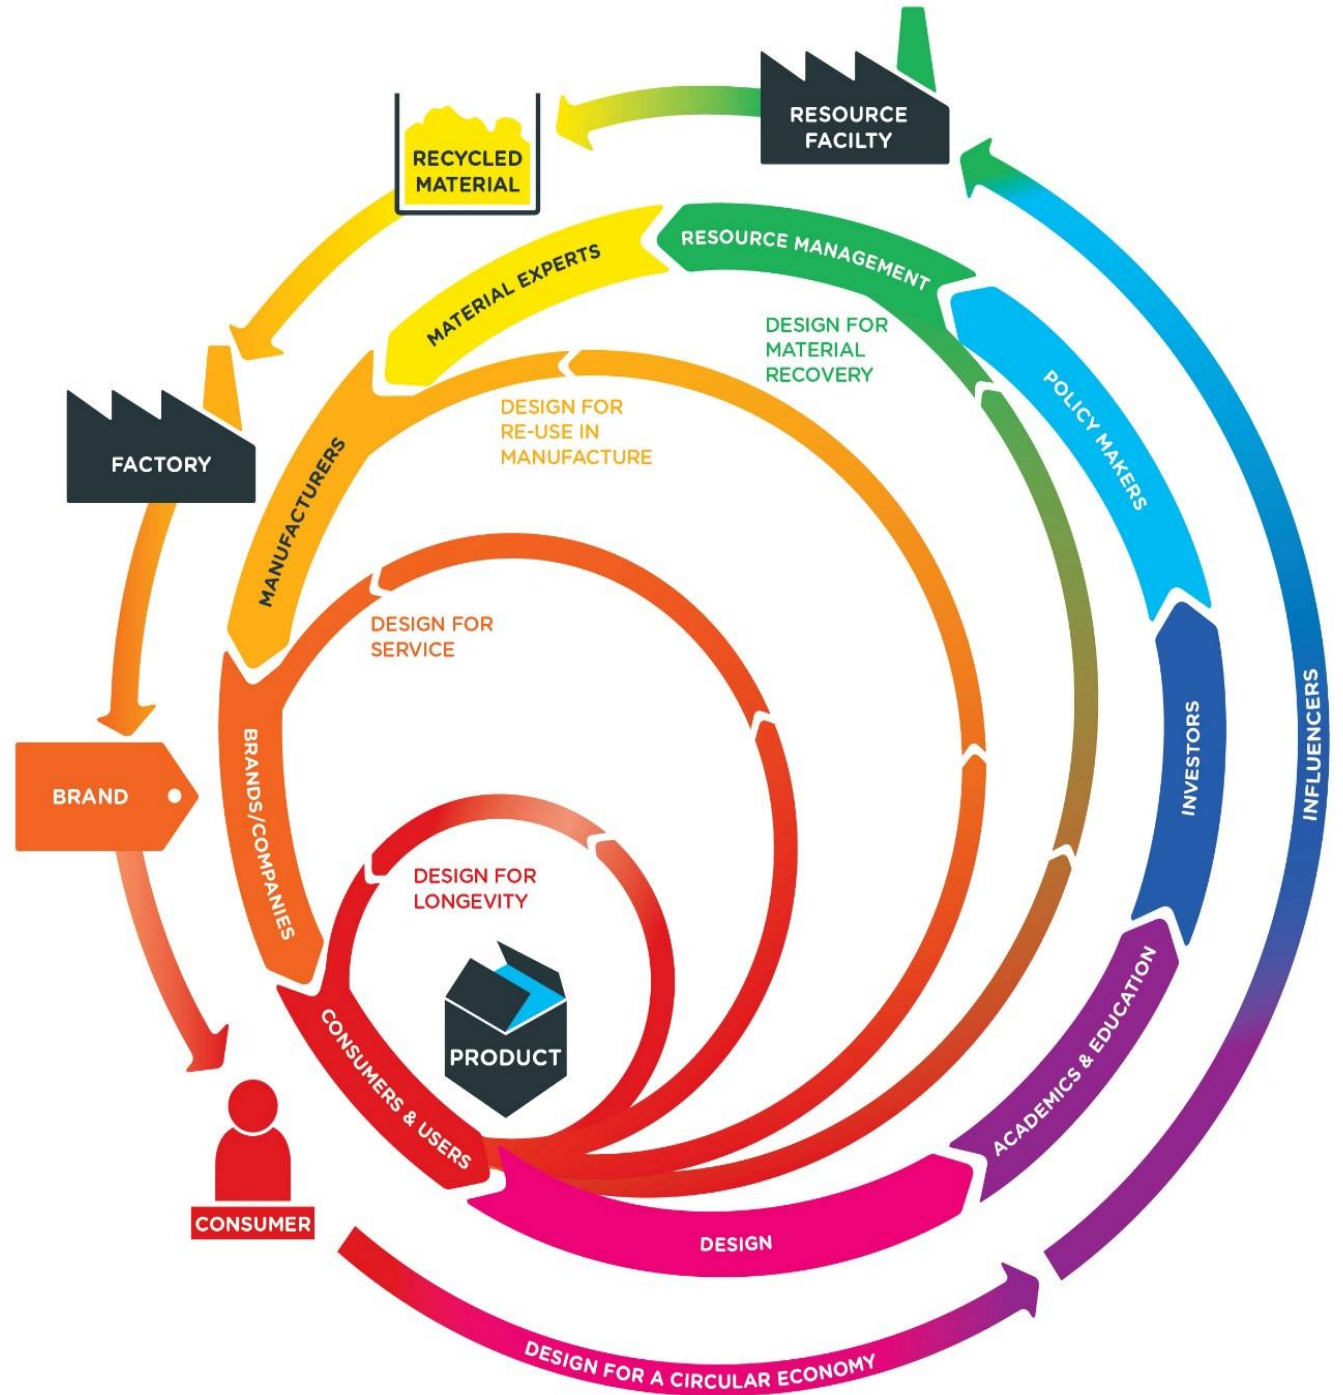 RESOURCE
FACILTY
RECYCLED
MATERIAL
RESOURCE MANAGEMENT
MATERIAL EXPERTS
DESIGN FOR
MATERIAL
RECOVERY
POLICY MAKERS
DESIGN FOR
RE-USE IN
MANUFACTURE
FACTORY
MANUFACTURERS
DESIGN FOR
SERVICE
INVESTORS
INFLUENCERS
BRAND
BRANDS/COMPANIES
DESIGN FOR
LONGEVITY
PRODUCT
CONSUMERS & USERS
ACADEMICS & EDUCATION
CONSUMER
DESIGN
DESIGN FOR A CIRCULAR ECONOMY